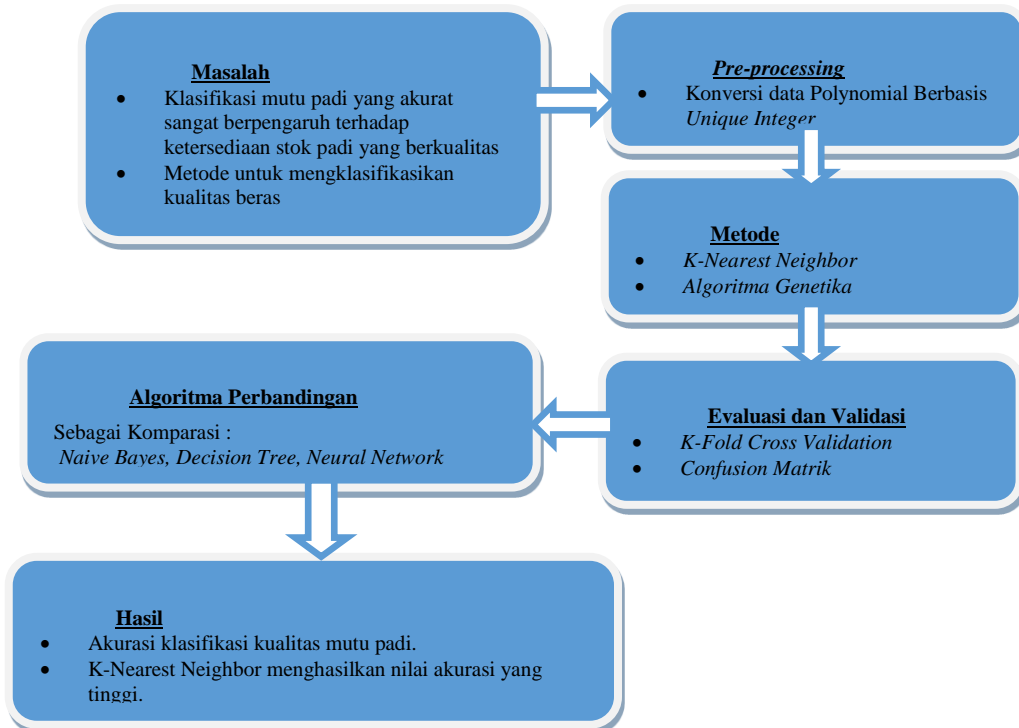 Masalah
• Klasifikasi mutu padi yang akurat
sangat berpengaruh terhadap
ketersediaan stok padi yang berkualitas
• Metode untuk mengklasifikasikan
kualitas beras
Pre-processing
• Konversi data Polynomial Berbasis
Unique Integer
Metode
• K-Nearest Neighbor
• Algoritma Genetika
Evaluasi dan Validasi
• K-Fold Cross Validation
• Confusion Matrik
Algoritma Perbandingan
Sebagai Komparasi :
Naive Bayes, Decision Tree, Neural Network
Hasil
• Akurasi klasifikasi kualitas mutu padi.
• K-Nearest Neighbor menghasilkan nilai akurasi yang
tinggi.